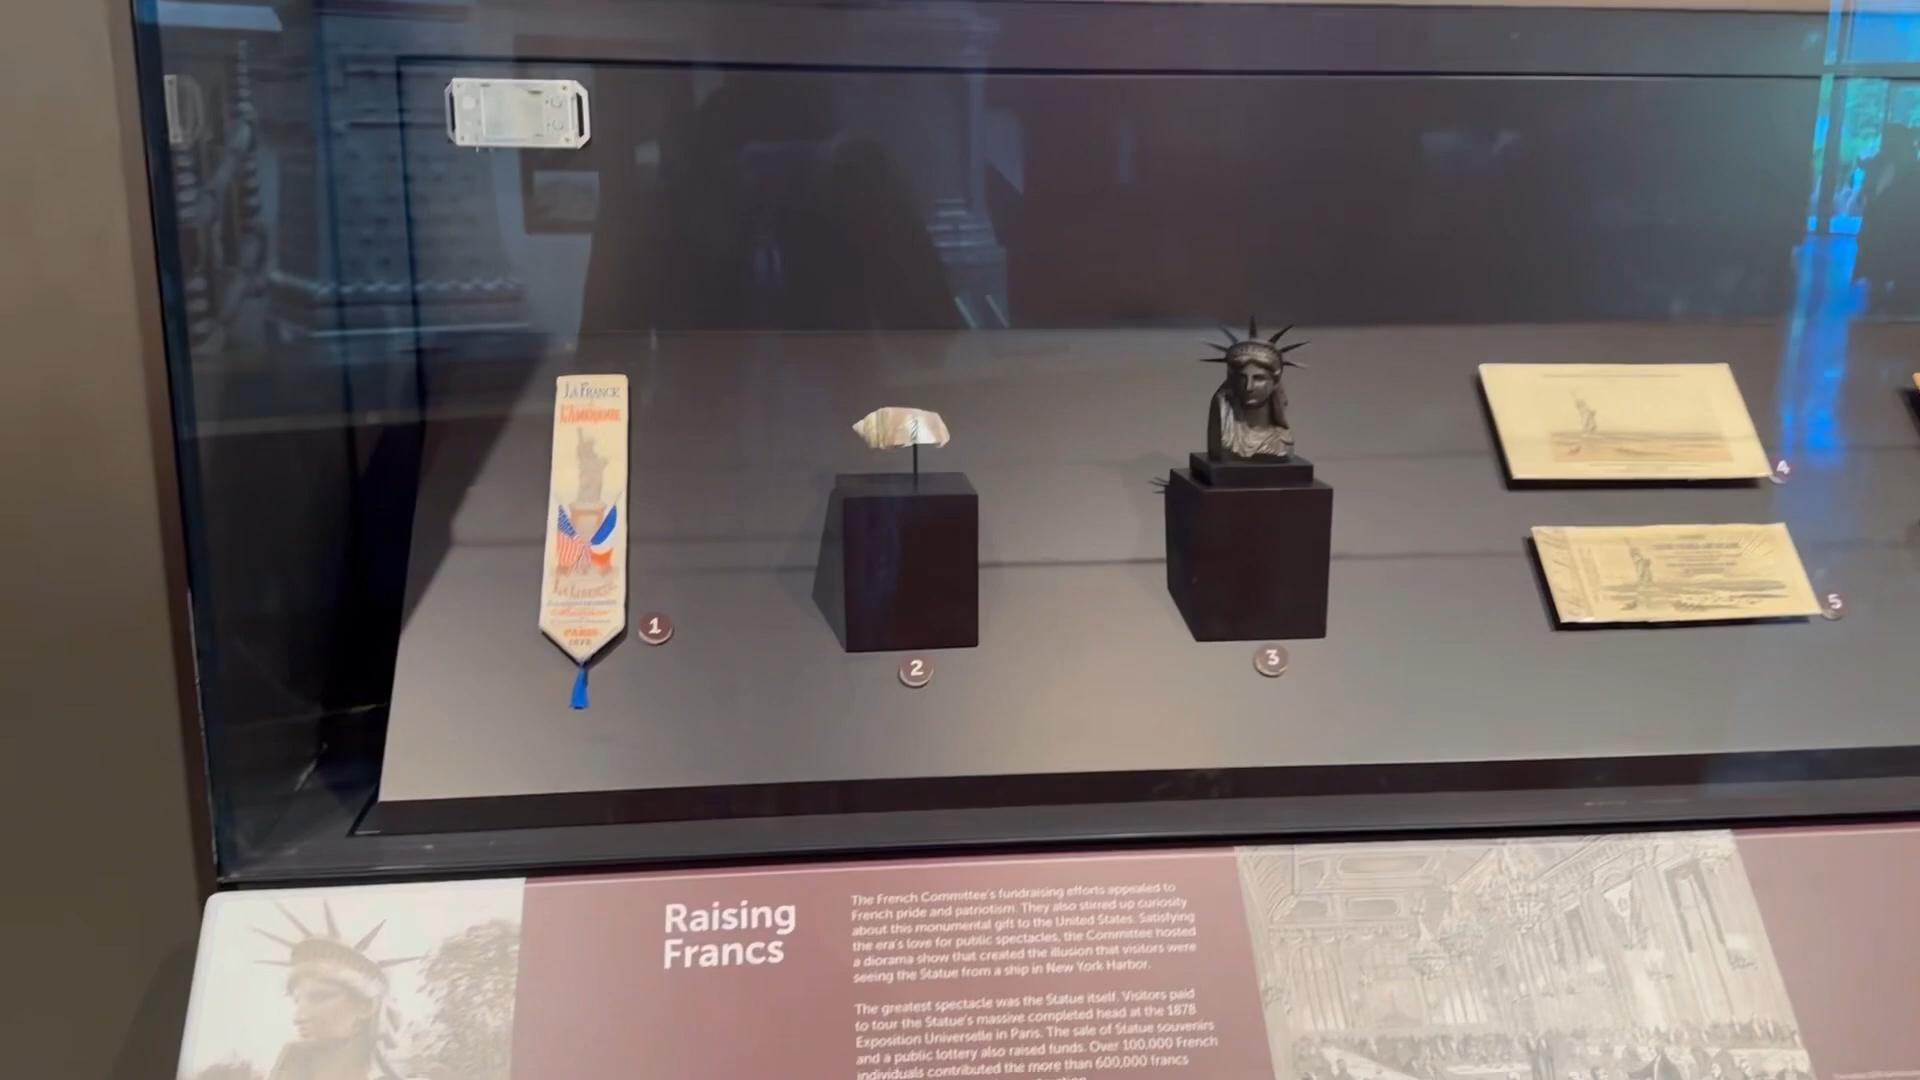 LA FRANCE
L'AMERIQUE
LA LIBERTÉ
PARIS
1878
1
2
3
4
5
Raising
Francs
The French Committee's fundraising efforts appealed to
French pride and patriotism. They also stirred up curiosity
about this monumental gift to the United States. Satisfying
the era's love for public spectacles, the Committee hosted
a diorama show that created the illusion that visitors were
seeing the Statue from a ship in New York Harbor.
The greatest spectacle was the Statue itself. Visitors paid
to tour the Statue's massive completed head at the 1878
Exposition Universelle in Paris. The sale of Statue souvenirs
and a public lottery also raised funds. Over 100,000 French
individuals contributed the more than 600,000 francs